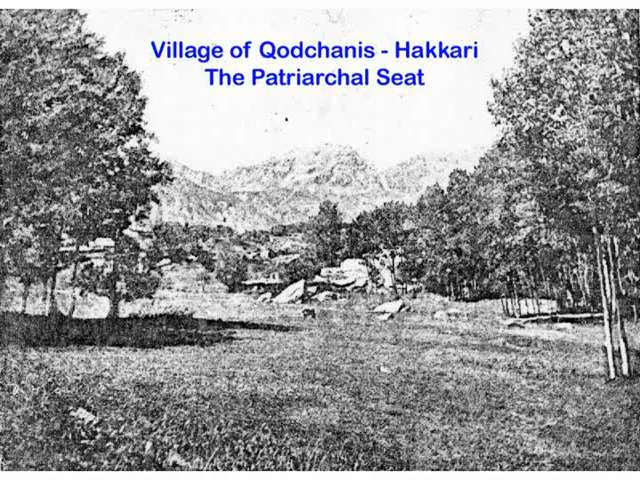 Village of Qodchanis - Hakkari
The Patriarchal Seat